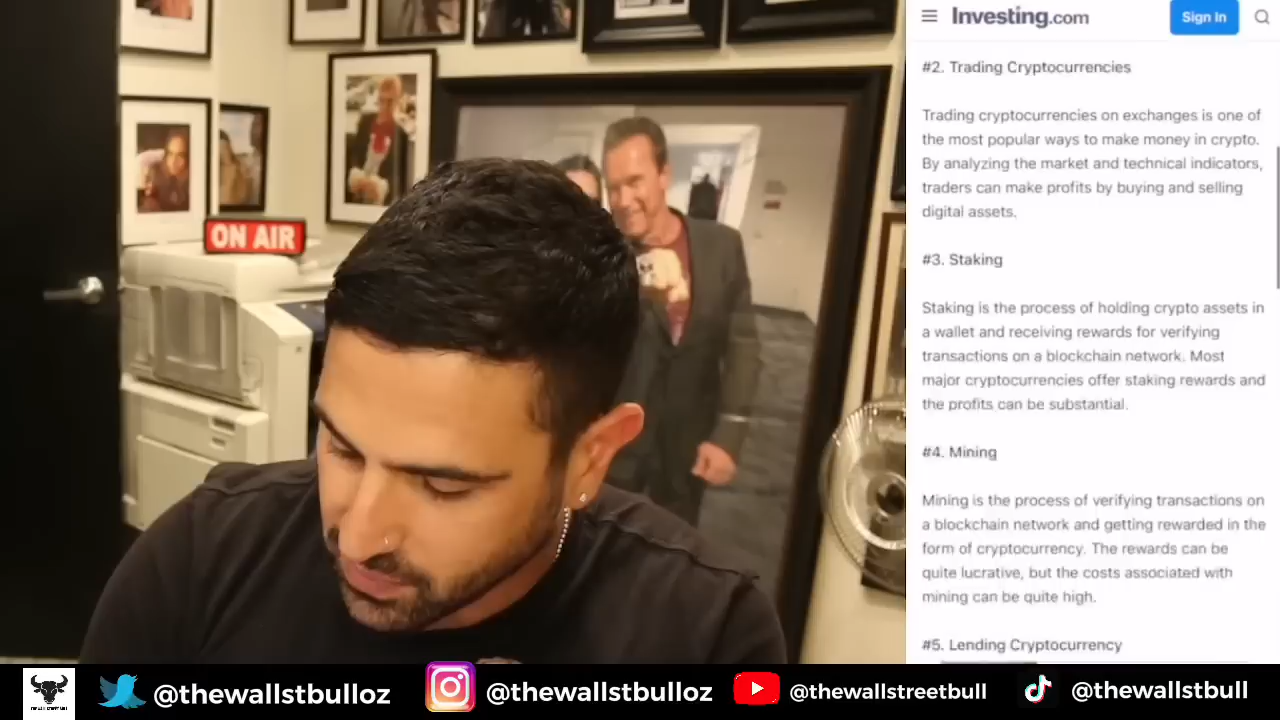 ON AIR
Investing.com
Sign In
#2. Trading Cryptocurrencies
Trading cryptocurrencies on exchanges is one of
the most popular ways to make money in crypto.
By analyzing the market and technical indicators,
traders can make profits by buying and selling
digital assets.
#3. Staking
Staking is the process of holding crypto assets in
a wallet and receiving rewards for verifying
transactions on a blockchain network. Most
major cryptocurrencies offer staking rewards and
the profits can be substantial.
#4. Mining
Mining is the process of verifying transactions on
a blockchain network and getting rewarded in the
form of cryptocurrency. The rewards can be
quite lucrative, but the costs associated with
mining can be quite high.
#5. Lending Cryptocurrency
@thewallstbulloz @thewallstbulloz @thewallstreetbull @thewallstbull